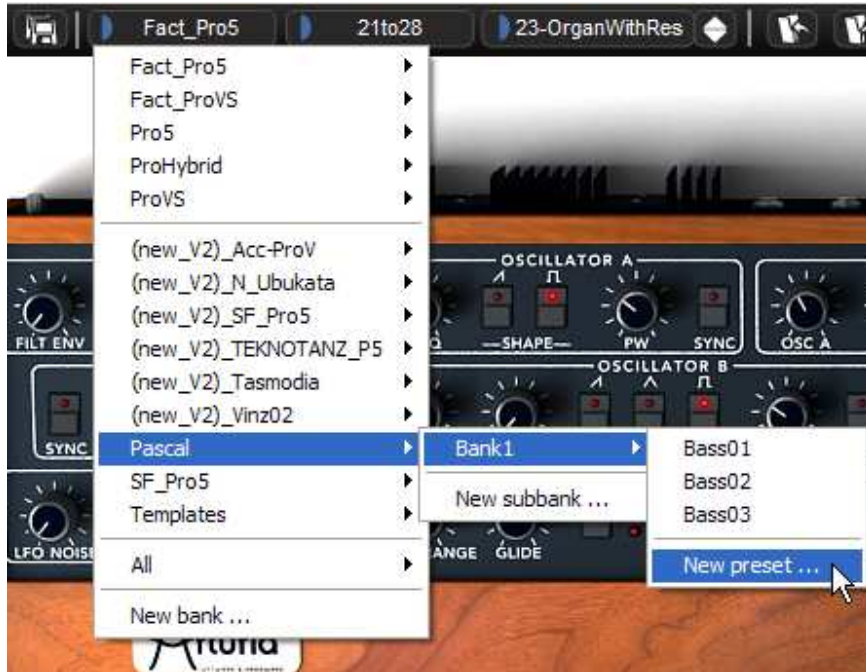 Fact_Pro5 21to28 23-OrganWithRes
Fact_Pro5
Fact_ProVS
Pro5
ProHybrid
ProVS
(new_V2)_Acc-ProV
(new_V2)_N_Ubukata
(new_V2)_SF_Pro5
(new_V2)_TEKNOTANZ_P5
(new_V2)_Tasmodia
(new_V2)_Vinz02
Pascal
SF_Pro5
Templates
All
New bank ...
Bank1
New subbank ...
Bass01
Bass02
Bass03
New preset ...
OSCILLATOR A
FILT ENV
SHAPE PW SYNC OSC A
OSCILLATOR B
SYNC
LFO NOISE
GLIDE